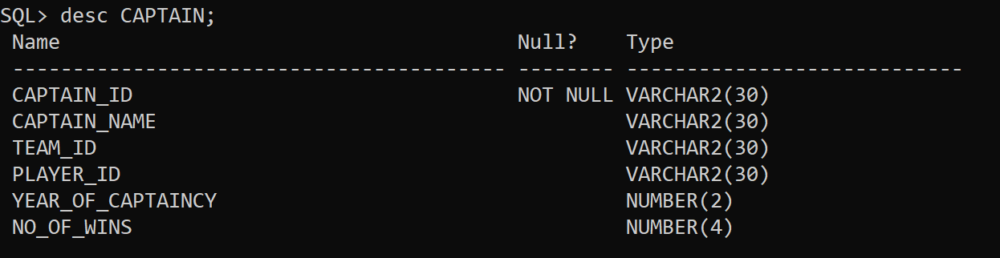 SQL> desc CAPTAIN;
Name Null? Type
----------------------------------------- -------- ----------------------------
CAPTAIN_ID NOT NULL VARCHAR2(30)
CAPTAIN_NAME VARCHAR2(30)
TEAM_ID VARCHAR2(30)
PLAYER_ID VARCHAR2(30)
YEAR_OF_CAPTAINCY NUMBER(2)
NO_OF_WINS NUMBER(4)